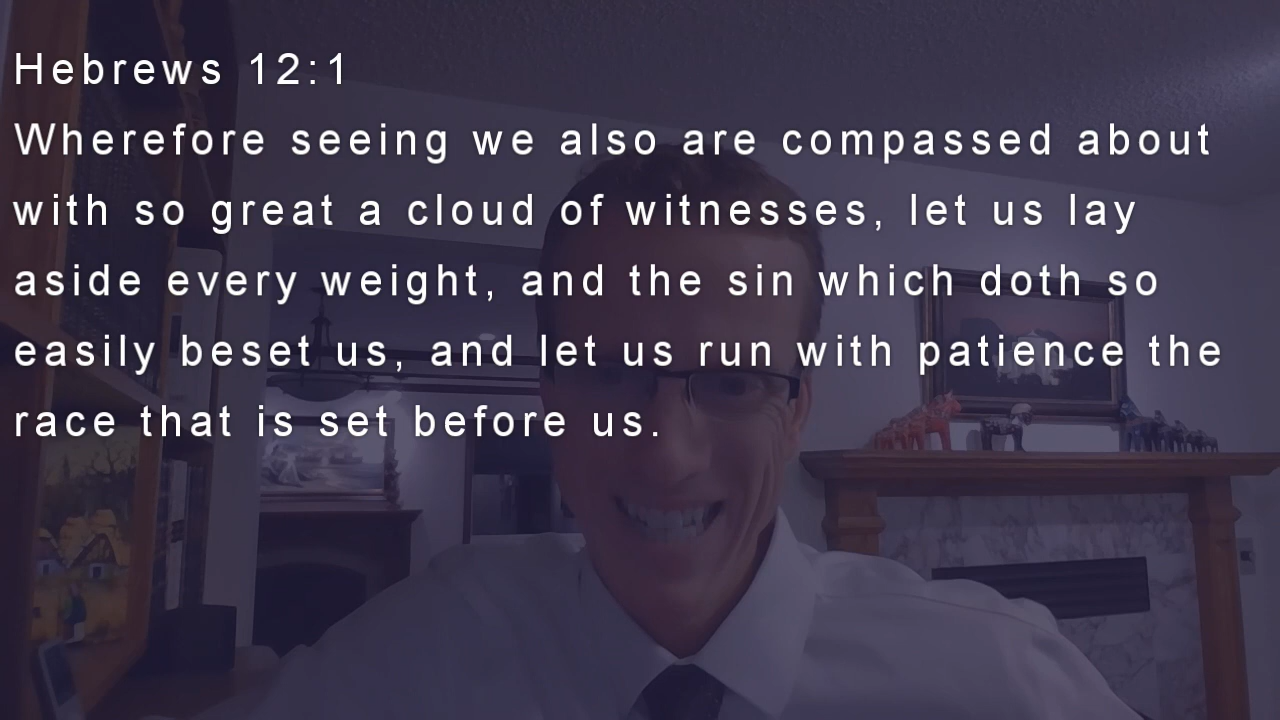 Hebrews 12:1
Wherefore seeing we also are compassed about
with so great a cloud of witnesses, let us lay
aside every weight, and the sin which doth so
easily beset us, and let us run with patience the
race that is set before us.